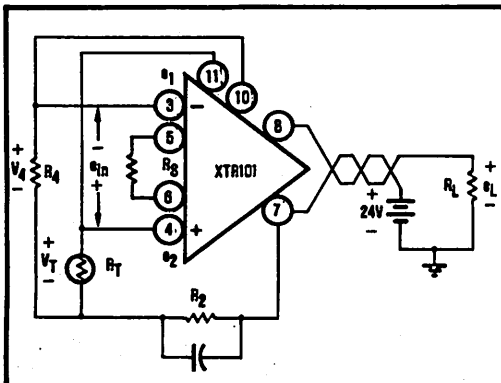 e1
11
10
3
−
8
5
+
V4
−
R4
−
ein
+
RS
XTR101
6
RL
+
eL
−
+
24V
−
7
4
+
+
VT
−
RT
e2
R2